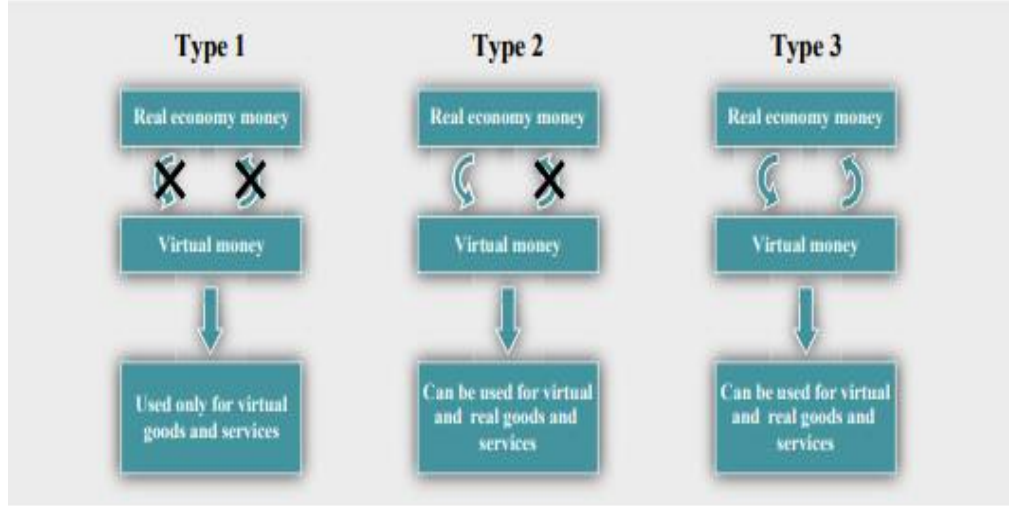 Type 1
Type 2
Type 3
Real economy money
Real economy money
Real economy money
Virtual money
Virtual money
Virtual money
Used only for virtual
goods and services
Can be used for virtual
and real goods and
services
Can be used for virtual
and real goods and
services